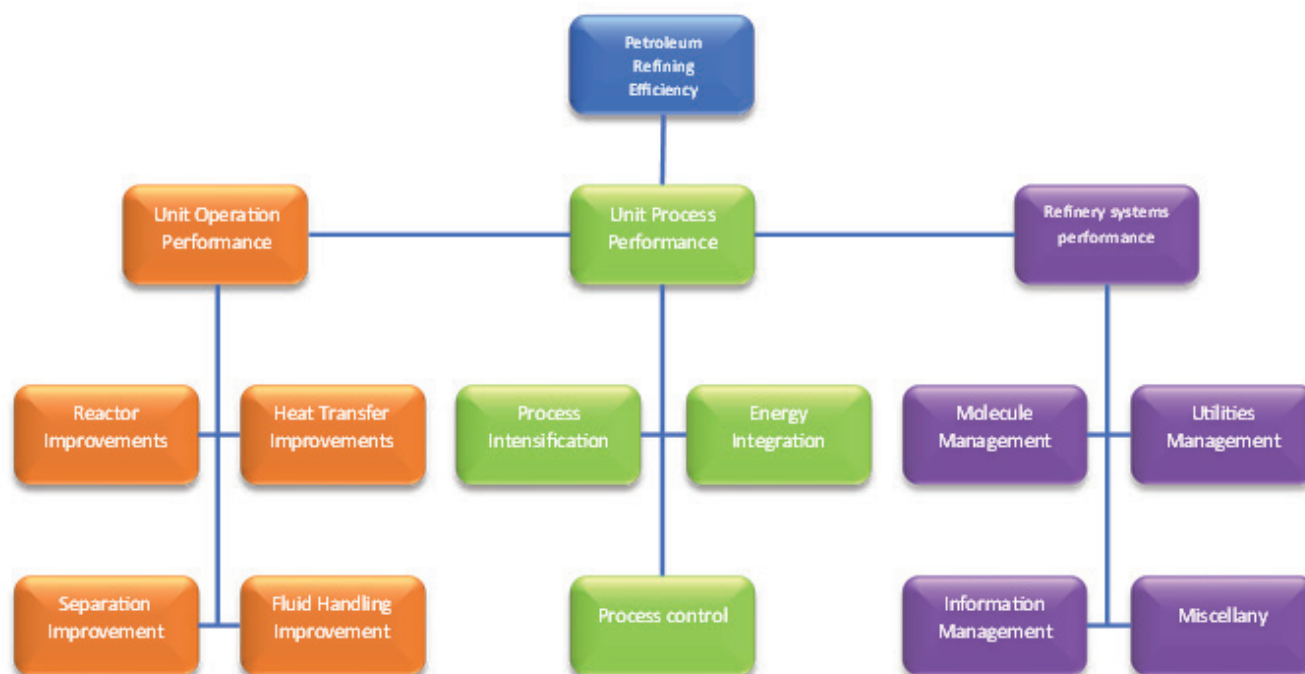 Petroleum
Refining
Efficiency
Unit Operation
Performance
Unit Process
Performance
Refinery systems
performance
Reactor
Improvements
Heat Transfer
Improvements
Process
Intensification
Energy
Integration
Molecule
Management
Utilities
Management
Separation
Improvement
Fluid Handling
Improvement
Process control
Information
Management
Miscellany